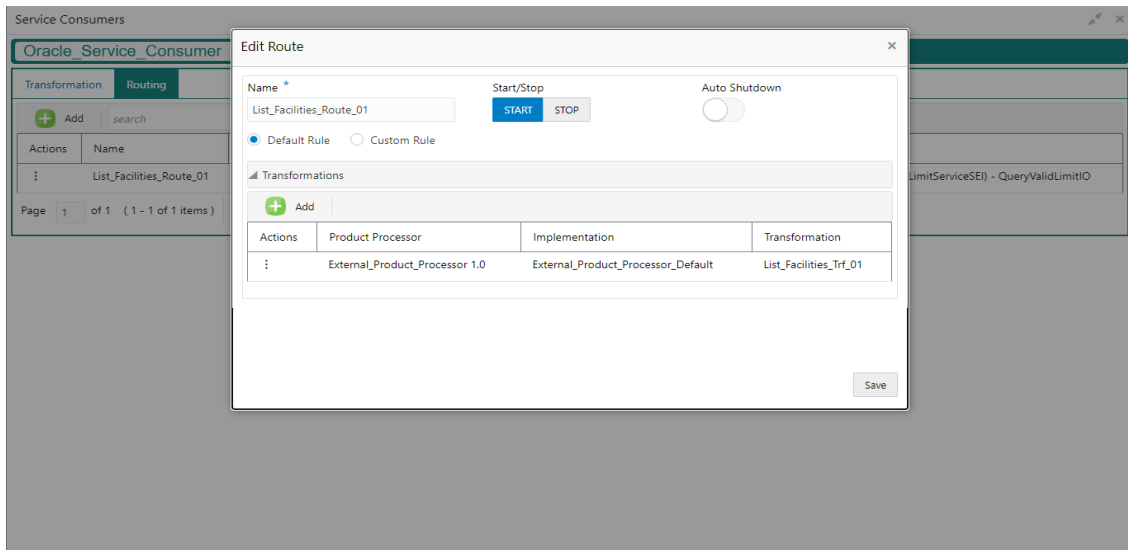 Service Consumers
Oracle_Service_Consumer
Transformation Routing
Add search
Actions Name
List_Facilities_Route_01
LimitServiceSEI) - QueryValidLimitIO
Page 1 of 1 ( 1 - 1 of 1 items )
Edit Route
Name * Start/Stop Auto Shutdown
List_Facilities_Route_01 START STOP
Default Rule Custom Rule
Transformations
Add
Actions Product Processor Implementation Transformation
External_Product_Processor 1.0 External_Product_Processor_Default List_Facilities_Trf_01
Save